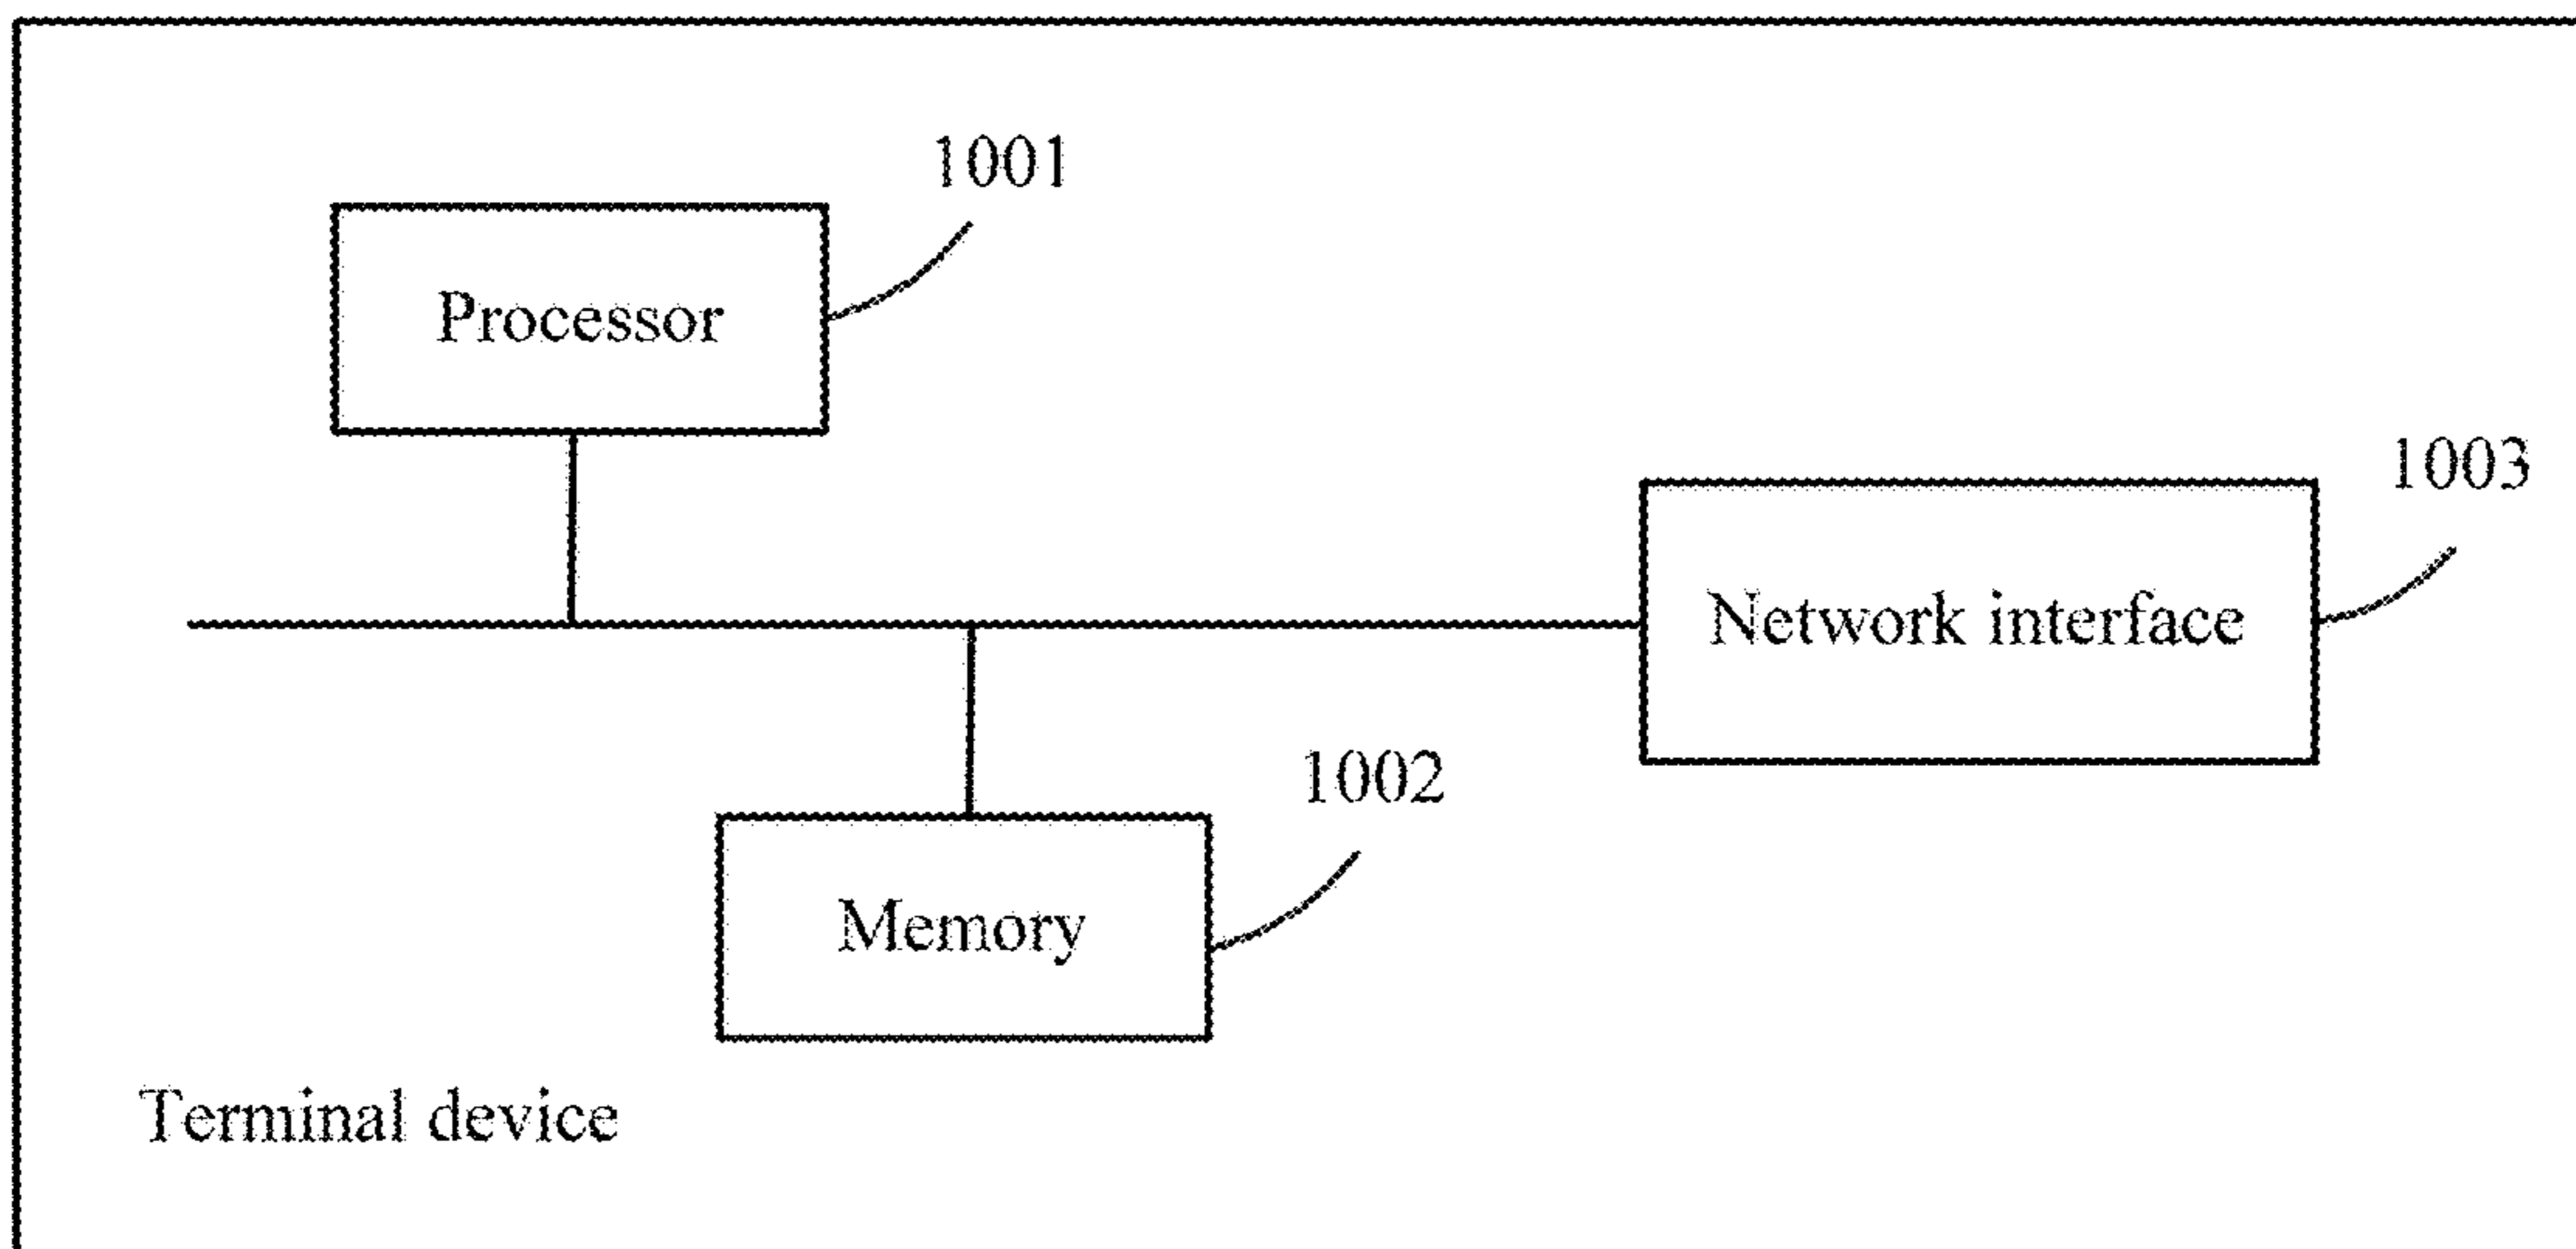 1001
Processor
1003
Network interface
1002
Memory
Terminal device